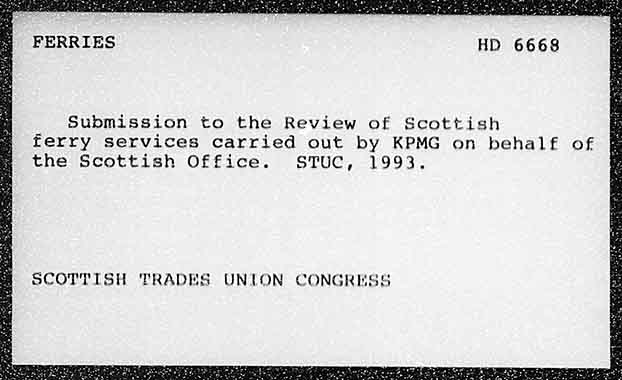 FERRIES HD 6668
Submission to the Review of Scottish
ferry services carried out by KPMG on behalf of
the Scottish Office. STUC, 1993.
SCOTTISH TRADES UNION CONGRESS